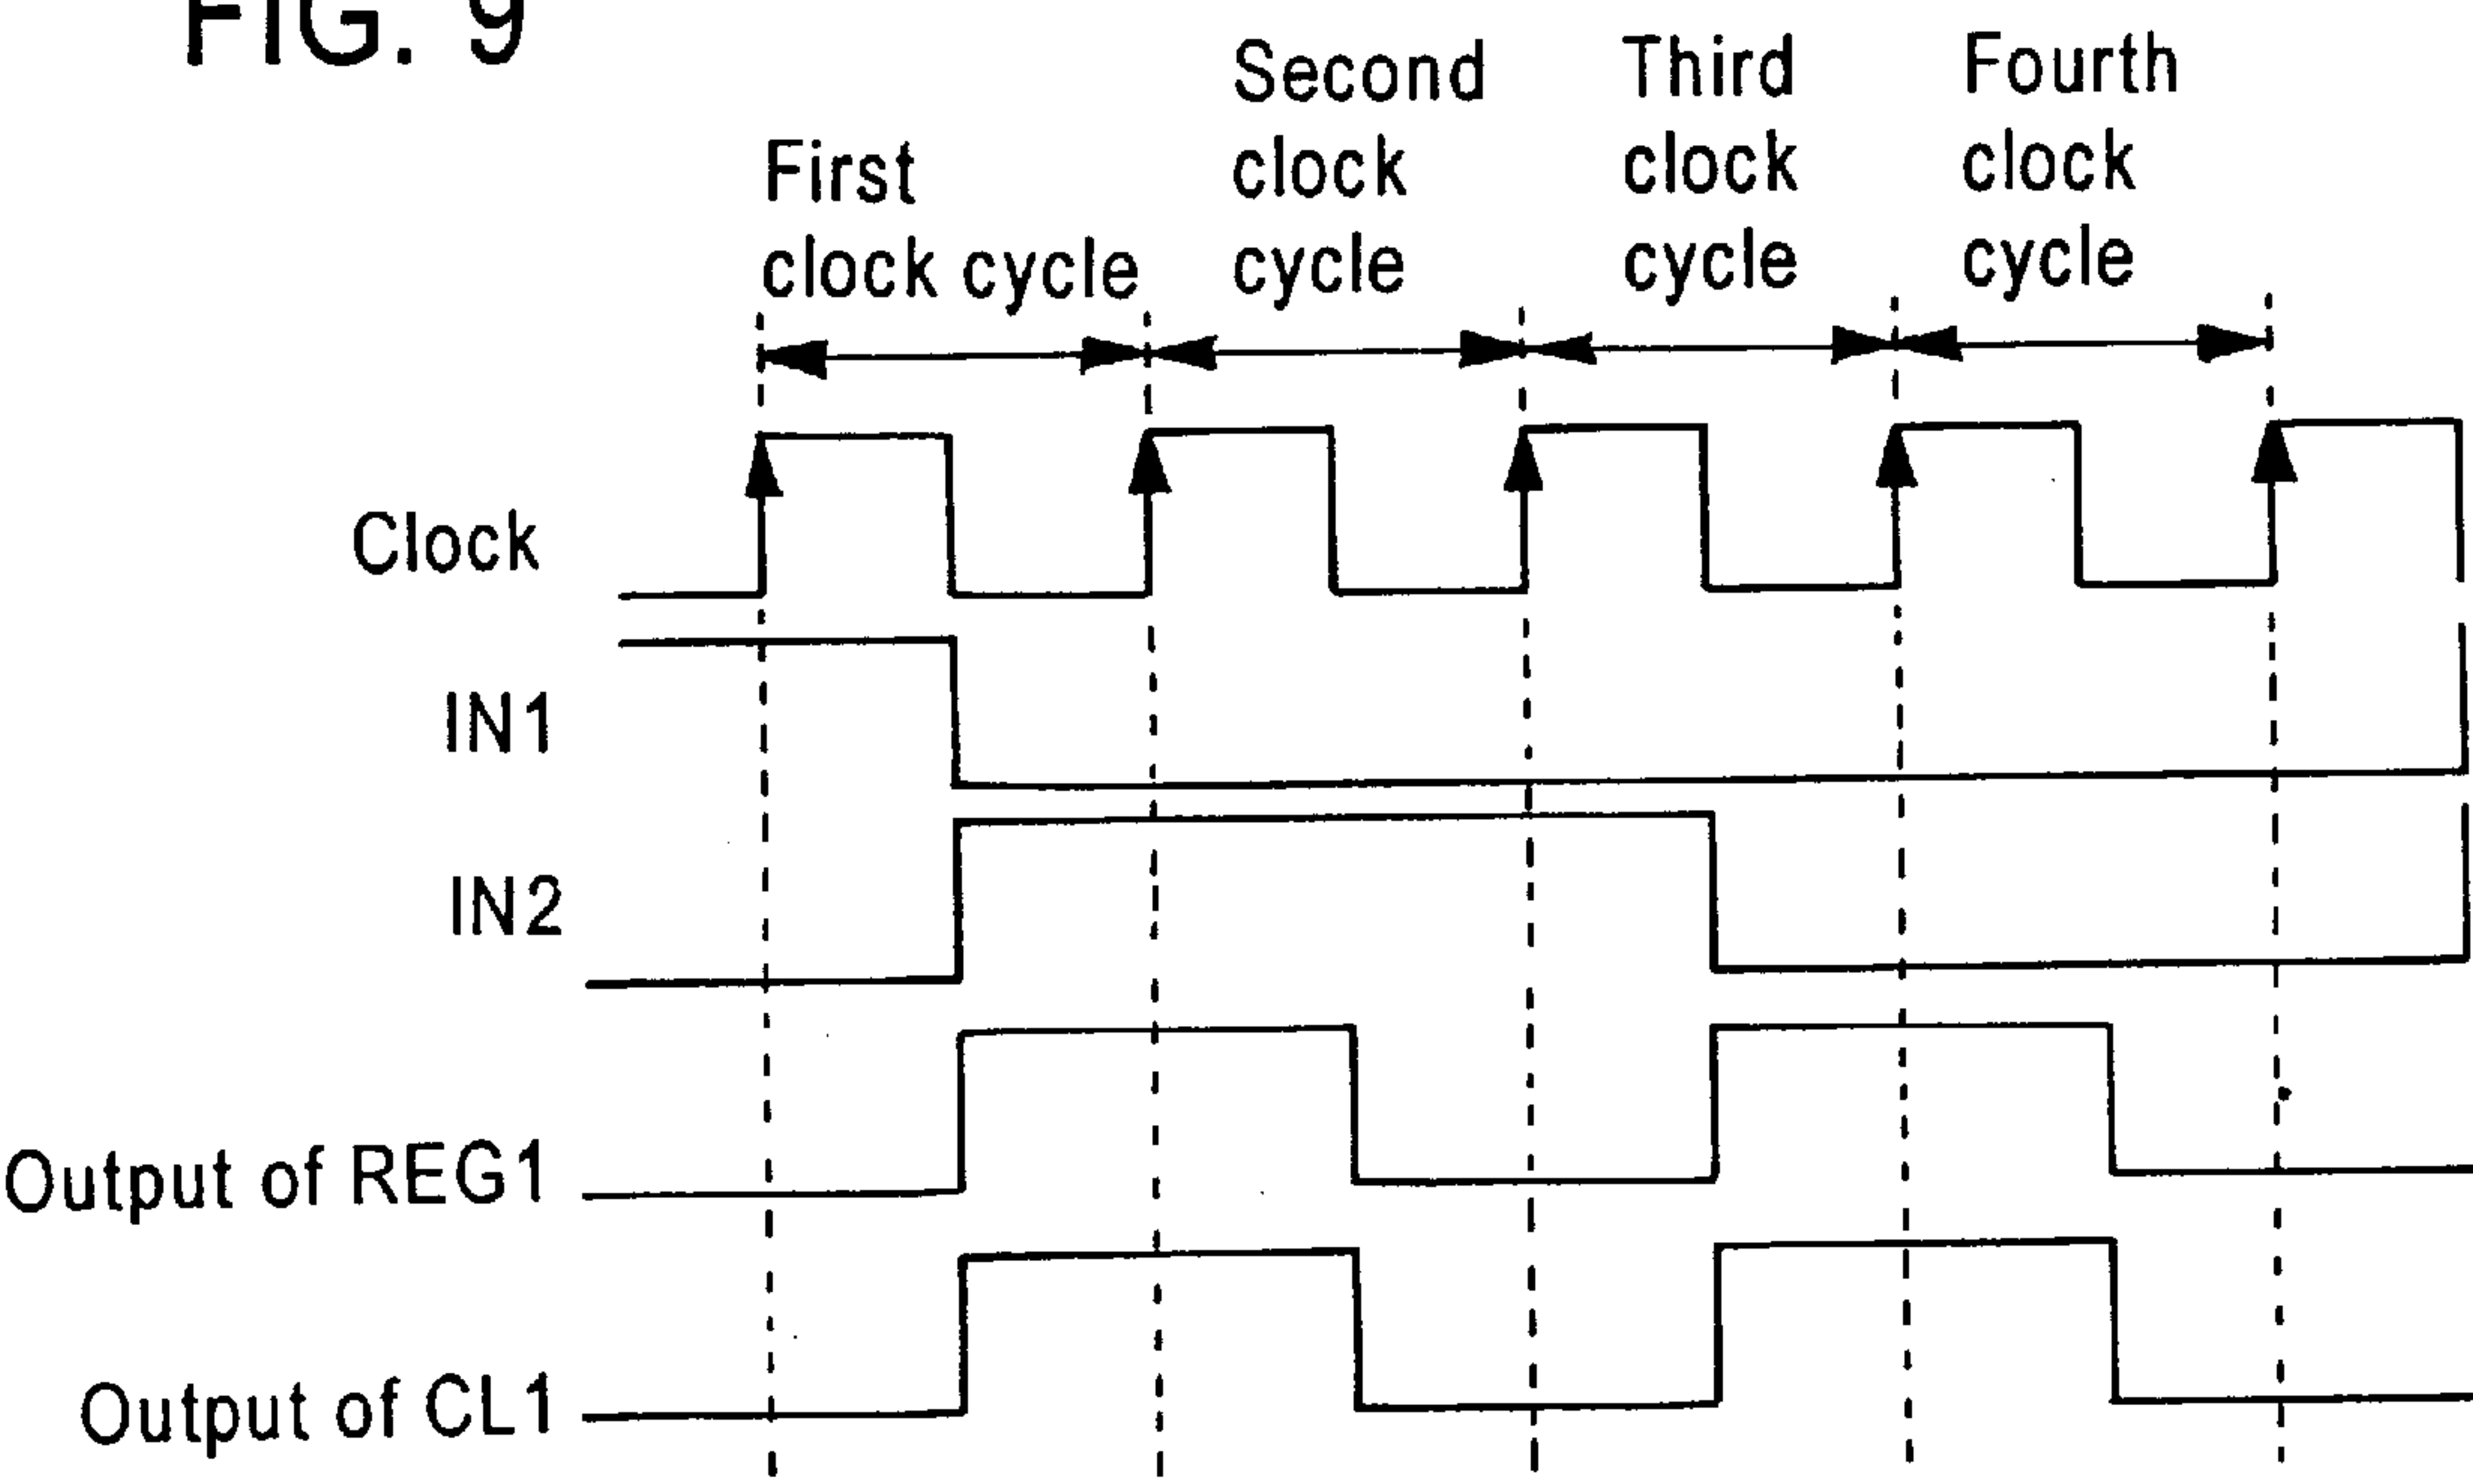 FIG. 9
First
clock cycle
Second
clock
cycle
Third
clock
cycle
Fourth
clock
cycle
Clock
IN1
IN2
Output of REG1
Output of CL1